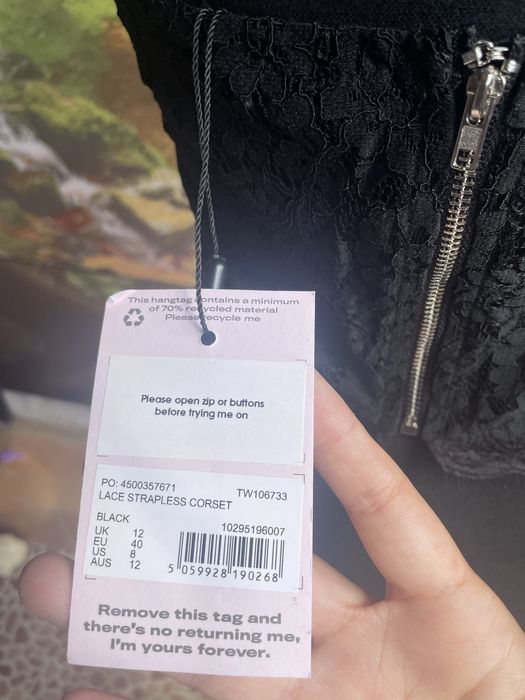 This hangtag contains a minimum
of 70% recycled material
Please recycle me
Please open zip or buttons
before trying me on
PO: 4500357671 TW106733
LACE STRAPLESS CORSET
BLACK 10295196007
UK 12
EU 40
US 8
AUS 12
5 059928 190268
Remove this tag and
there's no returning me,
I'm yours forever.